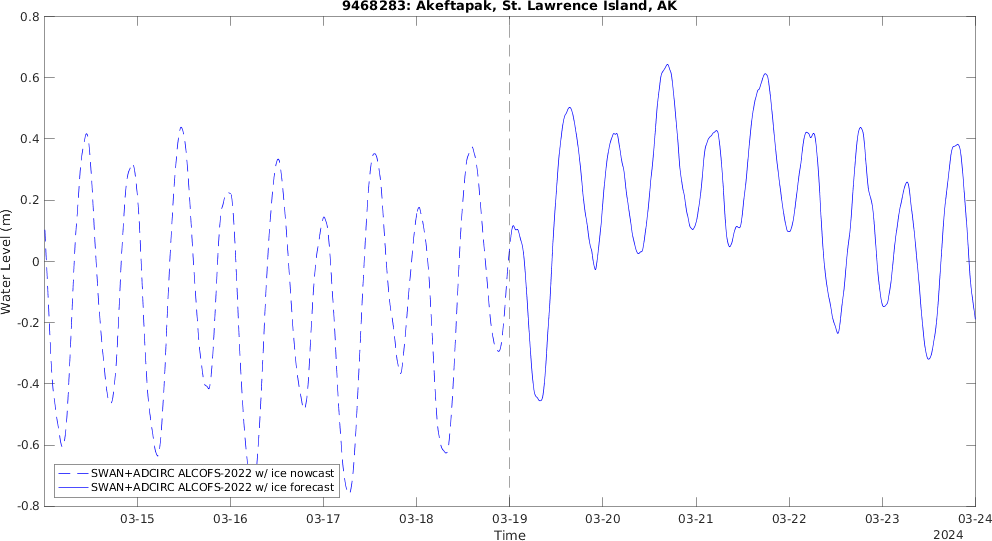 9468283: Akeftapak, St. Lawrence Island, AK
0.8
0.6
0.4
0.2
0
-0.2
-0.4
-0.6
-0.8
Water Level (m)
SWAN+ADCIRC ALCOFS-2022 w/ ice nowcast
SWAN+ADCIRC ALCOFS-2022 w/ ice forecast
03-15 03-16 03-17 03-18 03-19 03-20 03-21 03-22 03-23 03-24
Time
2024